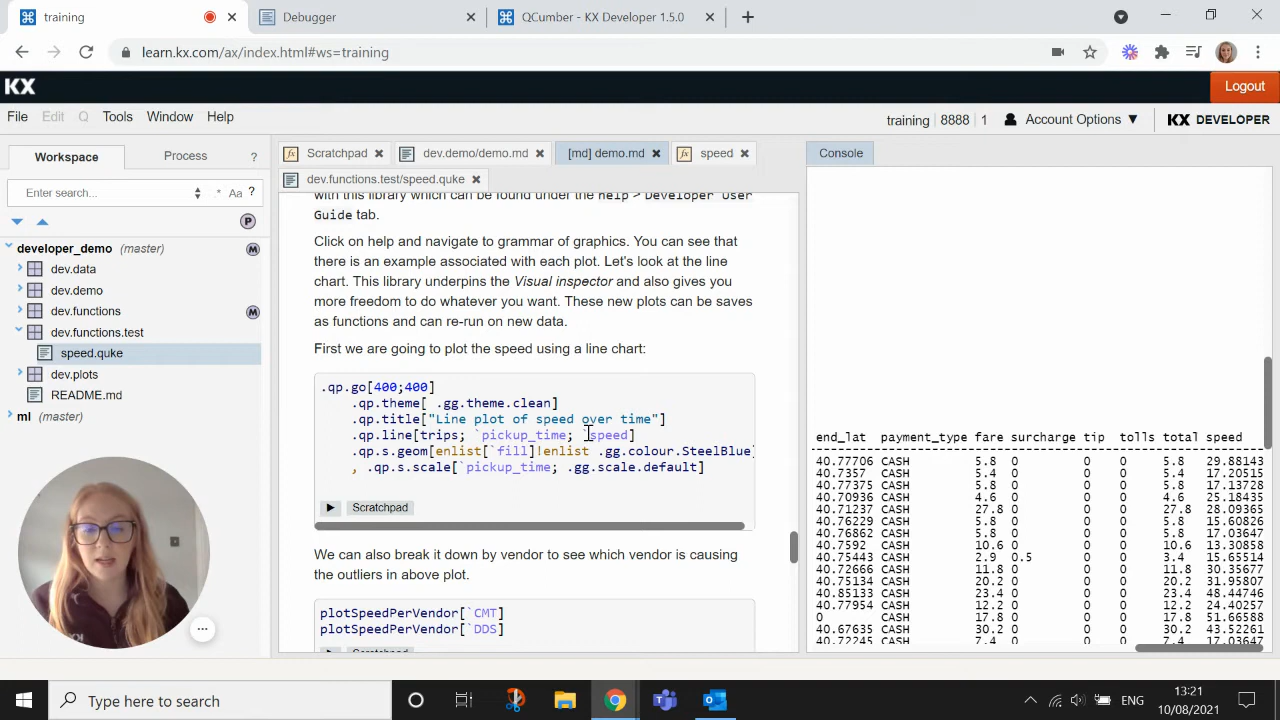 training
Debugger
QCumber - KX Developer 1.5.0
learn.kx.com/ax/index.html#ws=training
KX
Logout
File Edit Q Tools Window Help
training 8888 1 Account Options ▼ KX DEVELOPER
Workspace Process ?
Enter search... .* Aa ?
P
developer_demo (master) M
dev.data
dev.demo
dev.functions M
dev.functions.test
speed.quke
dev.plots
README.md
ml (master)
Scratchpad
dev.demo/demo.md
[md] demo.md
speed
dev.functions.test/speed.quke
with this library which can be found under the help > Developer User
Guide tab.
Click on help and navigate to grammar of graphics. You can see that
there is an example associated with each plot. Let's look at the line
chart. This library underpins the Visual inspector and also gives you
more freedom to do whatever you want. These new plots can be saves
as functions and can re-run on new data.
First we are going to plot the speed using a line chart:
.qp.go[400;400]
.qp.theme[ .gg.theme.clean]
.qp.title["Line plot of speed over time"]
.qp.line[trips; `pickup_time; `speed]
.qp.s.geom[enlist[`fill]!enlist .gg.colour.SteelBlue]
, .qp.s.scale[`pickup_time; .gg.scale.default]
Scratchpad
We can also break it down by vendor to see which vendor is causing
the outliers in above plot.
plotSpeedPerVendor[`CMT]
plotSpeedPerVendor[`DDS]
Console
end_lat payment_type fare surcharge tip tolls total speed
40.77706 CASH 5.8 0 0 0 5.8 29.88143
40.7357 CASH 5.4 0 0 0 5.4 17.20515
40.77375 CASH 5.8 0 0 0 5.8 17.13728
40.70936 CASH 4.6 0 0 0 4.6 25.18435
40.71237 CASH 27.8 0 0 0 27.8 28.09365
40.76229 CASH 5.8 0 0 0 5.8 15.60826
40.76862 CASH 5.8 0 0 0 5.8 17.03647
40.7592 CASH 10.6 0 0 0 10.6 13.30858
40.75443 CASH 2.9 0.5 0 0 3.4 15.65514
40.72666 CASH 11.8 0 0 0 11.8 30.35677
40.75134 CASH 20.2 0 0 0 20.2 31.95807
40.85133 CASH 23.4 0 0 0 23.4 48.44746
40.77954 CASH 12.2 0 0 0 12.2 24.40257
0 CASH 17.8 0 0 0 17.8 51.66588
40.67635 CASH 30.2 0 0 0 30.2 43.52261
40.72245 CASH 7.4 0 0 0 7.4 17.03647
Type here to search
ENG
13:21
10/08/2021